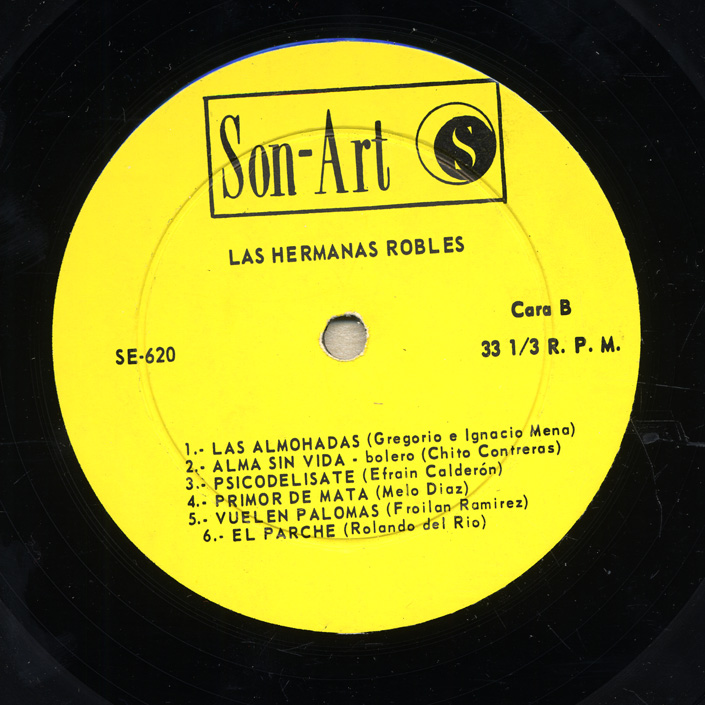 Son-Art S
LAS HERMANAS ROBLES
Cara B
SE-620
33 1/3 R. P. M.
1.- LAS ALMOHADAS (Gregorio e Ignacio Mena)
2.- ALMA SIN VIDA - bolero (Chito Contreras)
3.- PSICODELISATE (Efrain Calderón)
4.- PRIMOR DE MATA (Melo Diaz)
5.- VUELEN PALOMAS (Froilan Ramirez)
6.- EL PARCHE (Rolando del Rio)